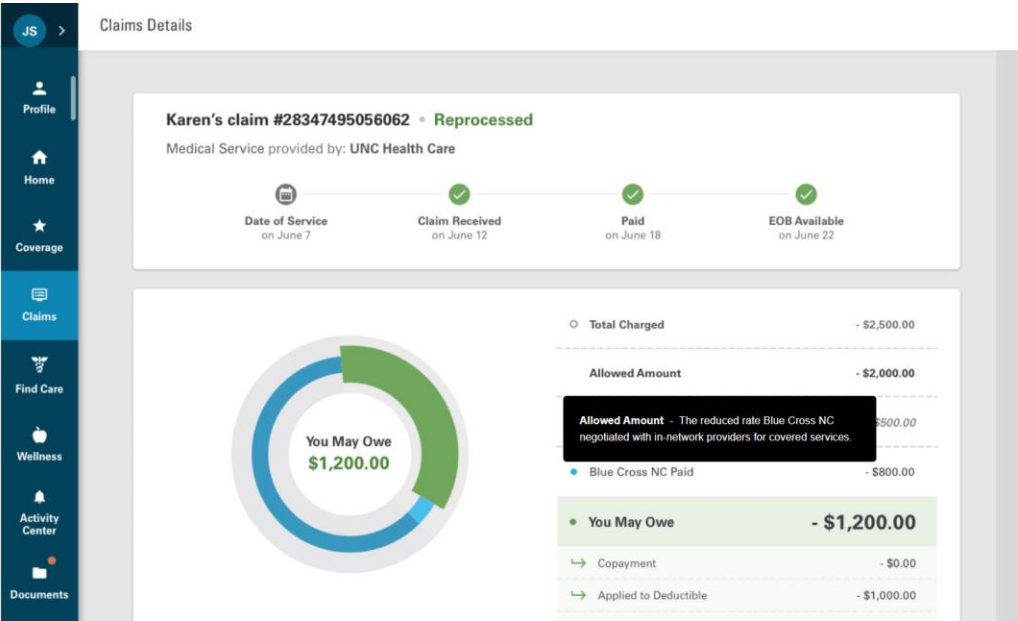 JS >
Claims Details
Profile
Home
Coverage
Claims
Find Care
Wellness
Activity
Center
Documents
Karen's claim #28347495056062 • Reprocessed
Medical Service provided by: UNC Health Care
Date of Service
on June 7
Claim Received
on June 12
Paid
on June 18
EOB Available
on June 22
You May Owe
$1,200.00
Total Charged - $2,500.00
Allowed Amount - $2,000.00
Allowed Amount - The reduced rate Blue Cross NC
negotiated with in-network providers for covered services.
$500.00
Blue Cross NC Paid - $800.00
You May Owe - $1,200.00
Copayment - $0.00
Applied to Deductible - $1,000.00